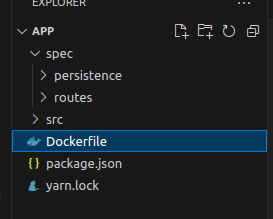 EXPLORER
APP
spec
persistence
routes
src
Dockerfile
package.json
yarn.lock